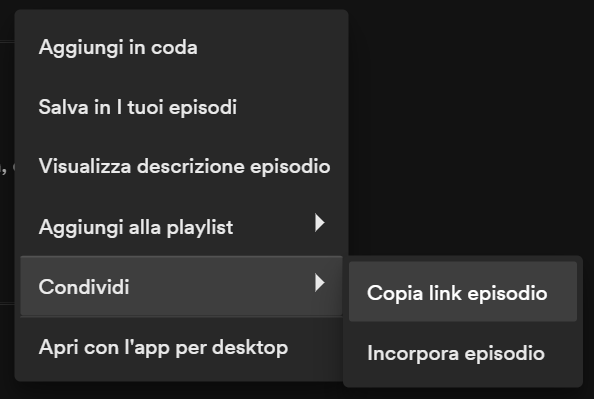 Aggiungi in coda
Salva in I tuoi episodi
Visualizza descrizione episodio
Aggiungi alla playlist
Condividi
Copia link episodio
Apri con l'app per desktop
Incorpora episodio